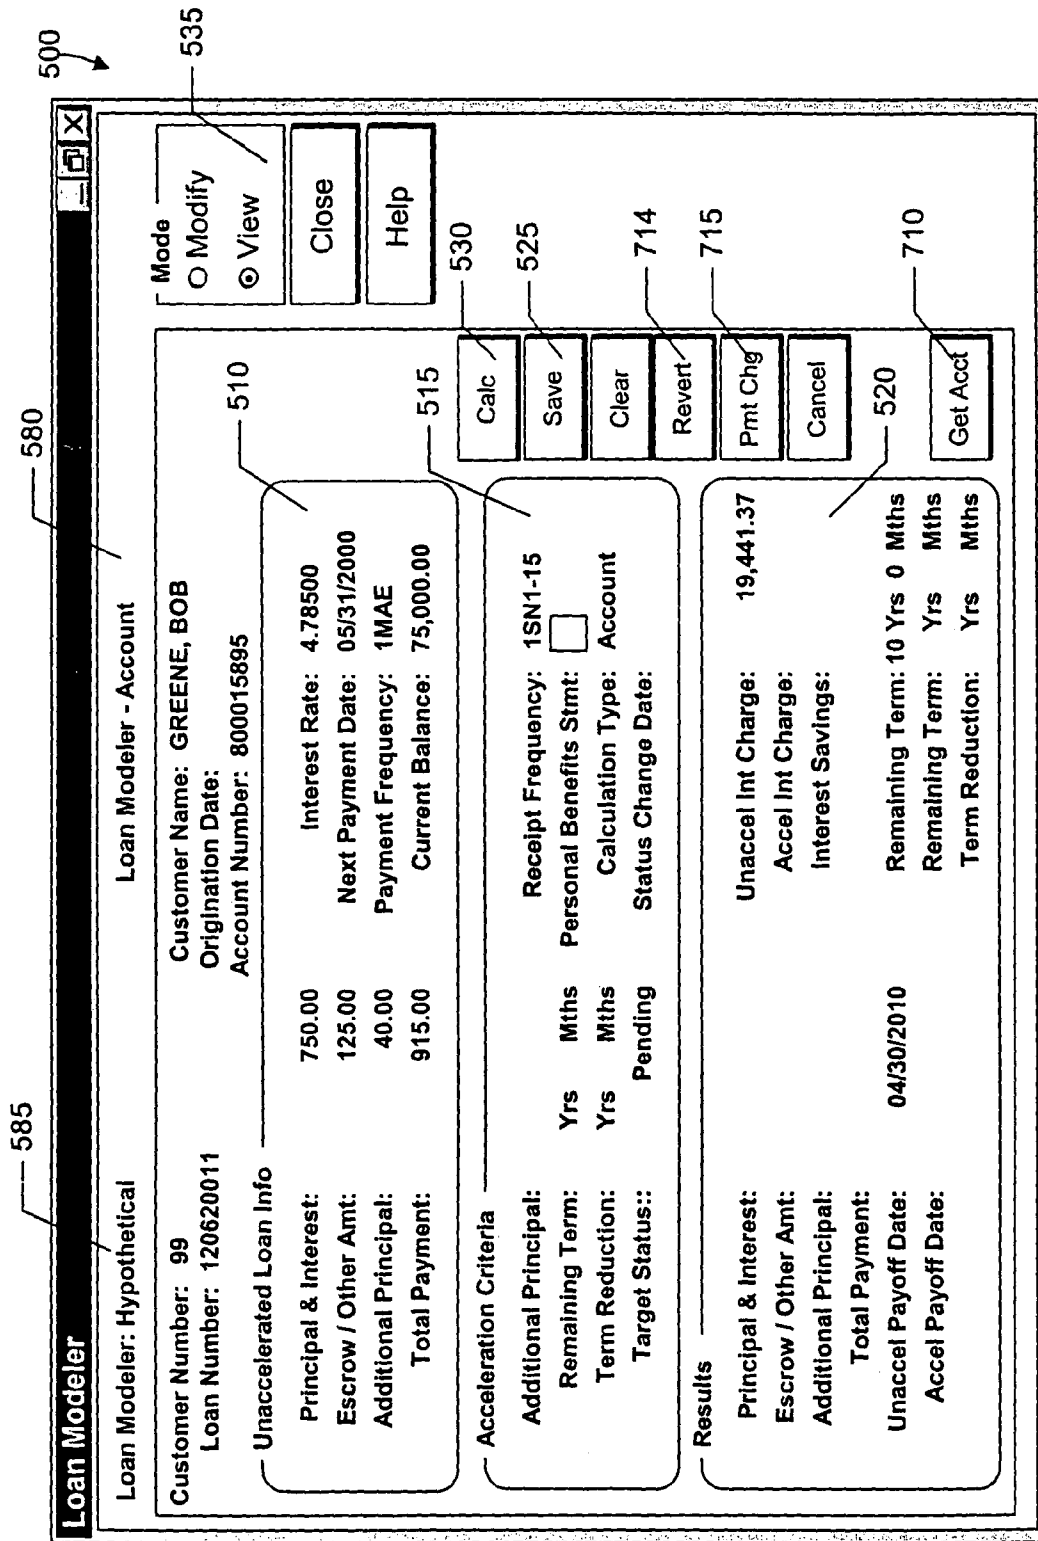 500
585
580
Loan Modeler
Loan Modeler: Hypothetical Loan Modeler - Account
Mode
Modify
View
535
Close
Help
Customer Number: 99 Customer Name: GREENE, BOB
Loan Number: 120620011 Origination Date:
Account Number: 800015895
510
Unaccelerated Loan Info
Principal & Interest: 750.00 Interest Rate: 4.78500
Escrow / Other Amt: 125.00 Next Payment Date: 05/31/2000
Additional Principal: 40.00 Payment Frequency: 1MAE
Total Payment: 915.00 Current Balance: 75,000.00
515
Acceleration Criteria
Additional Principal: Receipt Frequency: 1SN1-15
Remaining Term: Yrs Mths Personal Benefits Stmt:
Term Reduction: Yrs Mths Calculation Type: Account
Target Status:: Pending Status Change Date:
Calc 530
Save 525
Clear
Revert 714
Pmt Chg 715
Cancel
520
Get Acct 710
Results
Principal & Interest: Unaccel Int Charge: 19,441.37
Escrow / Other Amt: Accel Int Charge:
Additional Principal: Interest Savings:
Total Payment:
Unaccel Payoff Date: 04/30/2010 Remaining Term: 10 Yrs 0 Mths
Accel Payoff Date: Remaining Term: Yrs Mths
Term Reduction: Yrs Mths